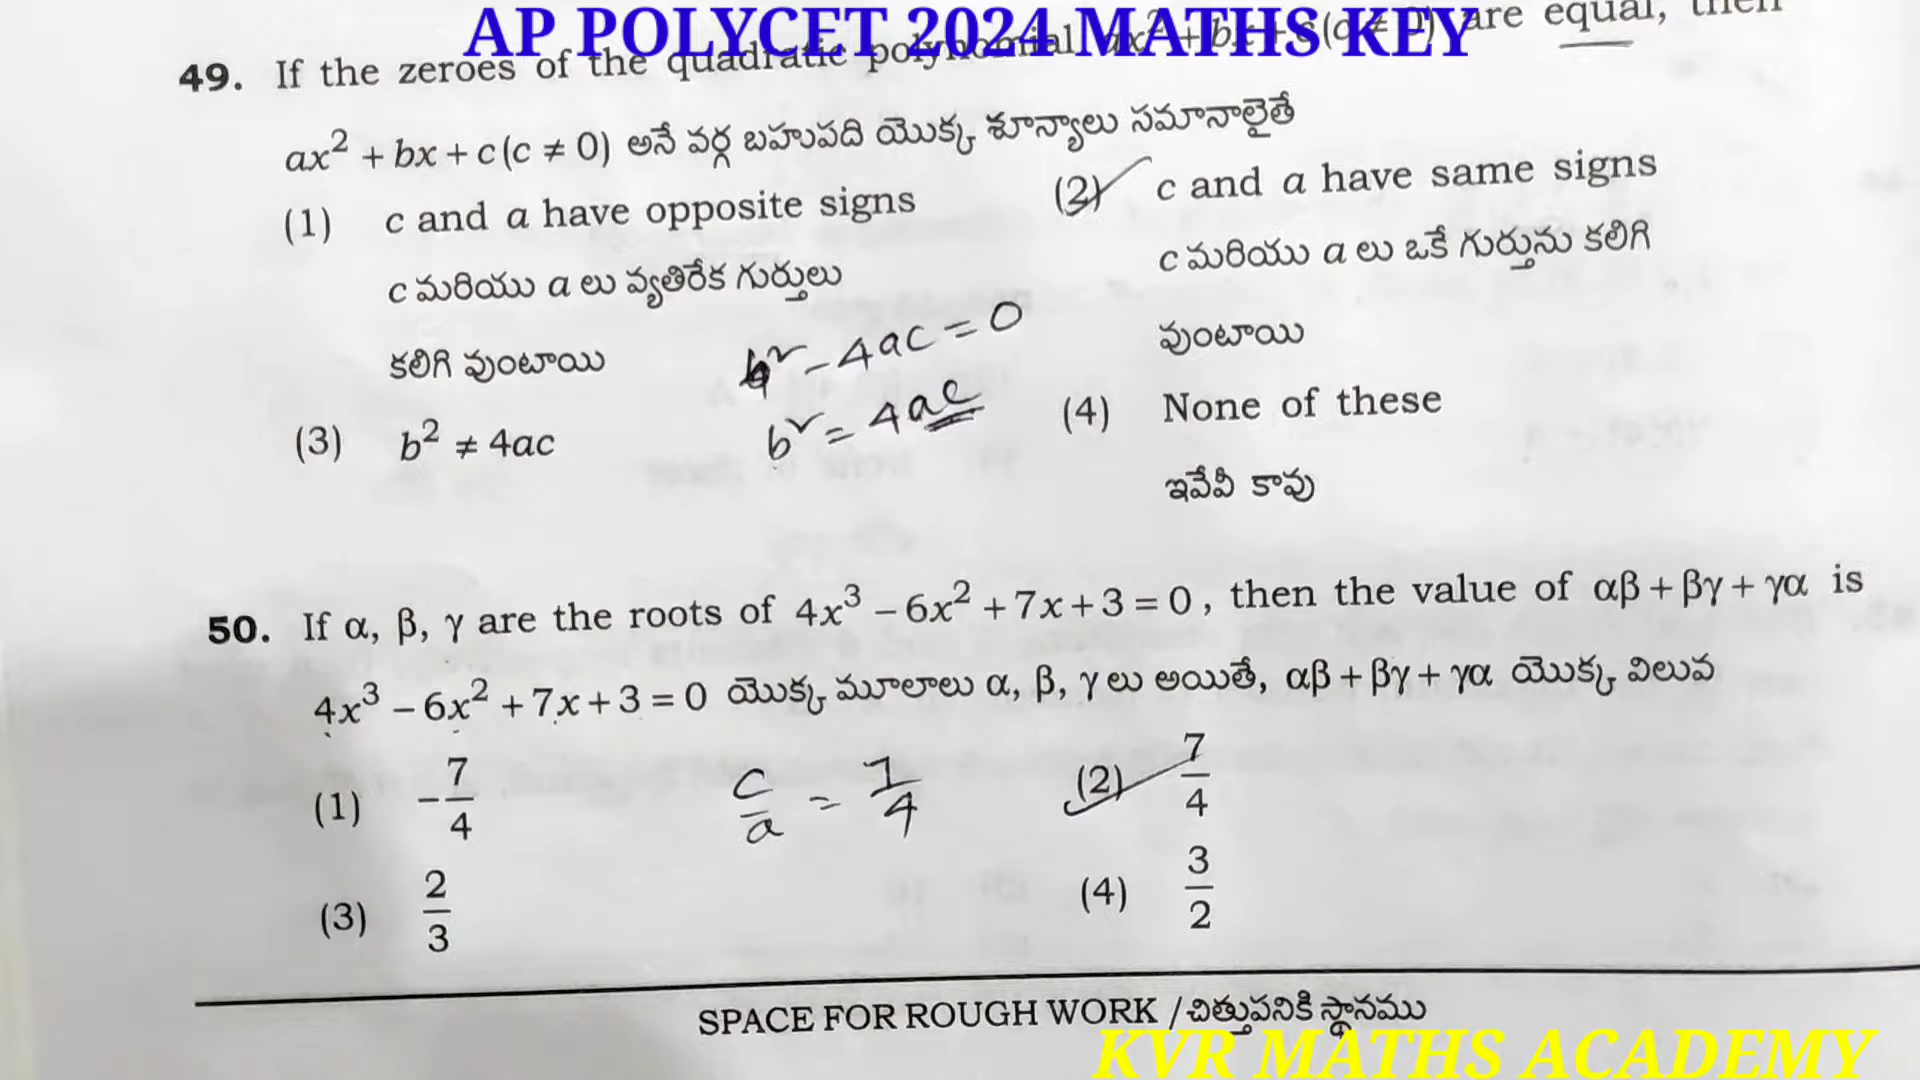 AP POLYCET 2024 MATHS KEY
49. If the zeroes of the quadratic polynomial are equal, then
ax² + bx + c (c ≠ 0) అనే వర్గ బహుపది యొక్క శూన్యాలు సమానాలైతే
(1) c and a have opposite signs (2) c and a have same signs
c మరియు a లు వ్యతిరేక గుర్తులు c మరియు a లు ఒకే గుర్తును కలిగి
కలిగి వుంటాయి వుంటాయి
b² - 4ac = 0
b² = 4ac
(3) b² ≠ 4ac (4) None of these
ఇవేవీ కావు
50. If α, β, γ are the roots of 4x³ − 6x² + 7x + 3 = 0, then the value of αβ + βγ + γα is
4x³ − 6x² + 7x + 3 = 0 యొక్క మూలాలు α, β, γ లు అయితే, αβ + βγ + γα యొక్క విలువ
(1) −7/4 (2) 7/4
c/a = 7/4
(3) 2/3 (4) 3/2
SPACE FOR ROUGH WORK / చిత్తుపనికి స్థానము
KVR MATHS ACADEMY